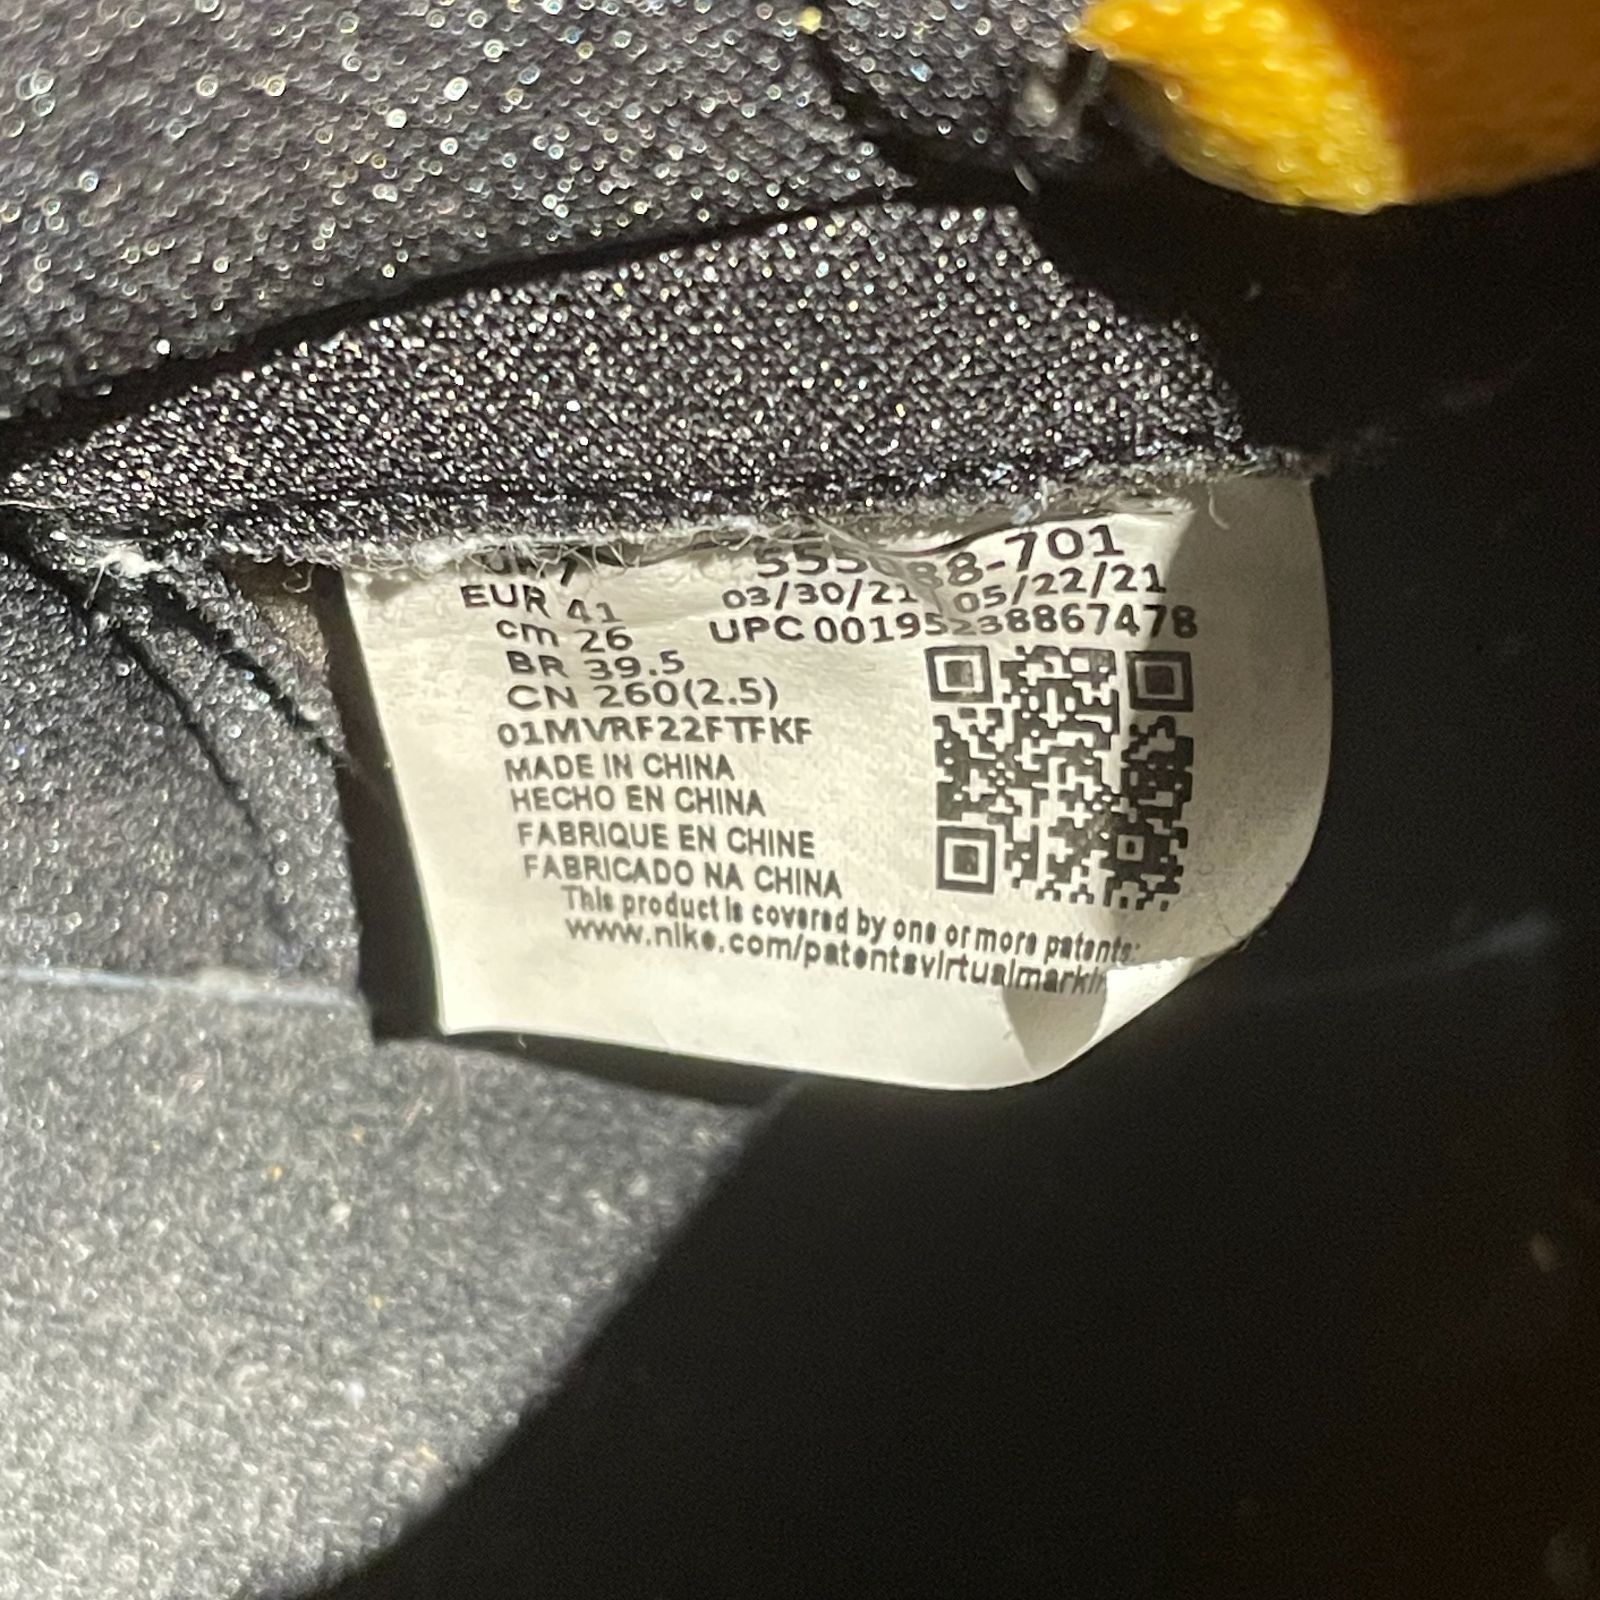 555088-701
EUR 41
03/30/21 05/22/21
cm 26
UPC 00195238867478
BR 39.5
CN 260(2.5)
01MVRF22FTFKF
MADE IN CHINA
HECHO EN CHINA
FABRIQUE EN CHINE
FABRICADO NA CHINA
This product is covered by one or more patents:
www.nike.com/patentsvirtualmarkin